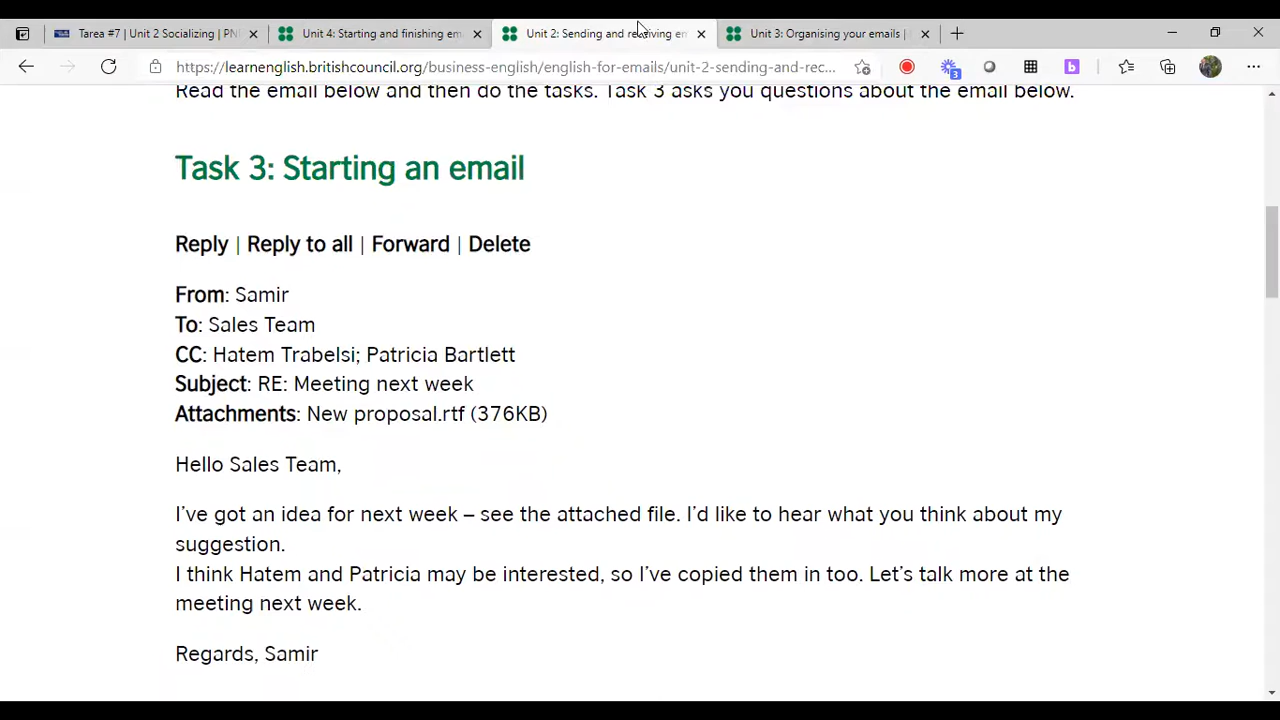 Tarea #7 | Unit 2 Socializing | PNI
Unit 4: Starting and finishing em
Unit 2: Sending and receiving em
Unit 3: Organising your emails |
https://learnenglish.britishcouncil.org/business-english/english-for-emails/unit-2-sending-and-rec...
3
b
Read the email below and then do the tasks. Task 3 asks you questions about the email below.
Task 3: Starting an email
Reply | Reply to all | Forward | Delete
From: Samir
To: Sales Team
CC: Hatem Trabelsi; Patricia Bartlett
Subject: RE: Meeting next week
Attachments: New proposal.rtf (376KB)
Hello Sales Team,
I've got an idea for next week – see the attached file. I'd like to hear what you think about my
suggestion.
I think Hatem and Patricia may be interested, so I've copied them in too. Let's talk more at the
meeting next week.
Regards, Samir